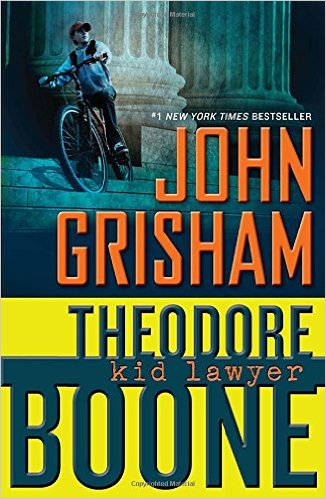 #1 NEW YORK TIMES BESTSELLER
JOHN
GRISHAM
THEODORE
kid lawyer
BOONE